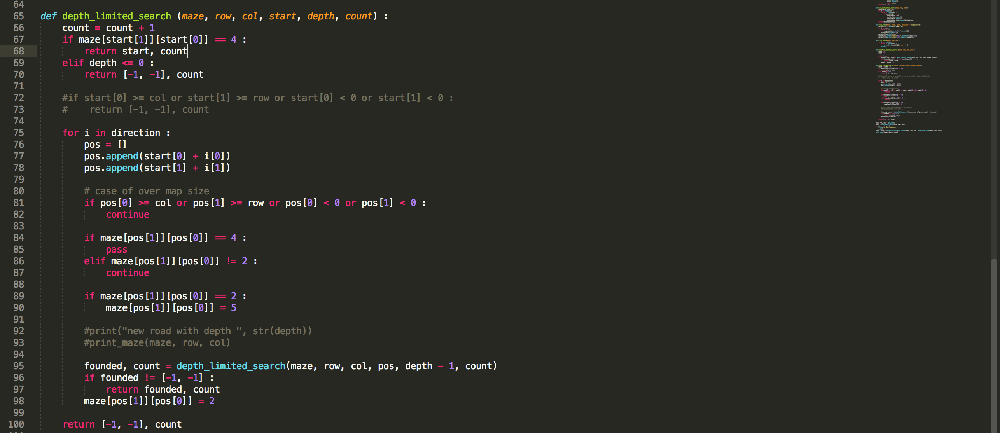 64
65 def depth_limited_search (maze, row, col, start, depth, count) :
66     count = count + 1
67     if maze[start[1]][start[0]] == 4 :
68         return start, count
69     elif depth <= 0 :
70         return [-1, -1], count
71
72     #if start[0] >= col or start[1] >= row or start[0] < 0 or start[1] < 0 :
73     #    return [-1, -1], count
74
75     for i in direction :
76         pos = []
77         pos.append(start[0] + i[0])
78         pos.append(start[1] + i[1])
79
80         # case of over map size
81         if pos[0] >= col or pos[1] >= row or pos[0] < 0 or pos[1] < 0 :
82             continue
83
84         if maze[pos[1]][pos[0]] == 4 :
85             pass
86         elif maze[pos[1]][pos[0]] != 2 :
87             continue
88
89         if maze[pos[1]][pos[0]] == 2 :
90             maze[pos[1]][pos[0]] = 5
91
92         #print("new road with depth ", str(depth))
93         #print_maze(maze, row, col)
94
95         founded, count = depth_limited_search(maze, row, col, pos, depth - 1, count)
96         if founded != [-1, -1] :
97             return founded, count
98         maze[pos[1]][pos[0]] = 2
99
100     return [-1, -1], count